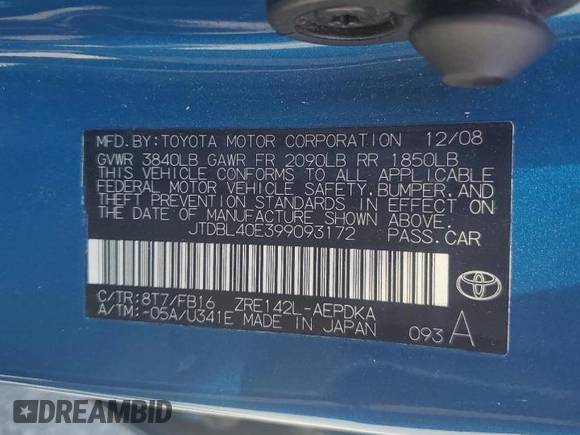 MFD.BY:TOYOTA MOTOR CORPORATION 12/08
GVWR 3840LB GAWR FR 2090LB RR 1850LB
THIS VEHICLE CONFORMS TO ALL APPLICABLE
FEDERAL MOTOR VEHICLE SAFETY,BUMPER,AND
THEFT PREVENTION STANDARDS IN EFFECT ON
THE DATE OF MANUFACTURE SHOWN ABOVE.
JTDBL40E399093172 PASS.CAR
C/TR:8T7/FB16 ZRE142L-AEPDKA
A/TM:-05A/U341E MADE IN JAPAN 093 A
DREAMBID